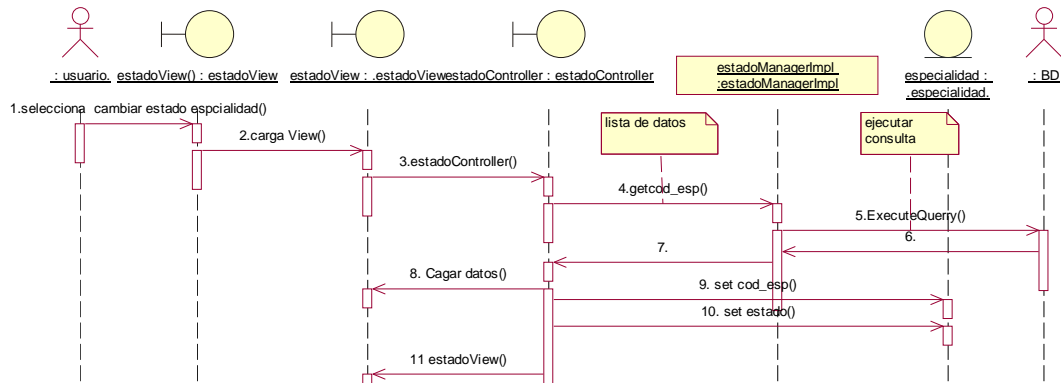 : usuario.
estadoView() : estadoView
estadoView : .estadoView
estadoController : estadoController
estadoManagerImpl
:estadoManagerImpl
especialidad :
.especialidad.
: BD
1.selecciona cambiar estado espcialidad()
lista de datos
ejecutar
consulta
2.carga View()
3.estadoController()
4.getcod_esp()
5.ExecuteQuerry()
6.
7.
8. Cagar datos()
9. set cod_esp()
10. set estado()
11 estadoView()